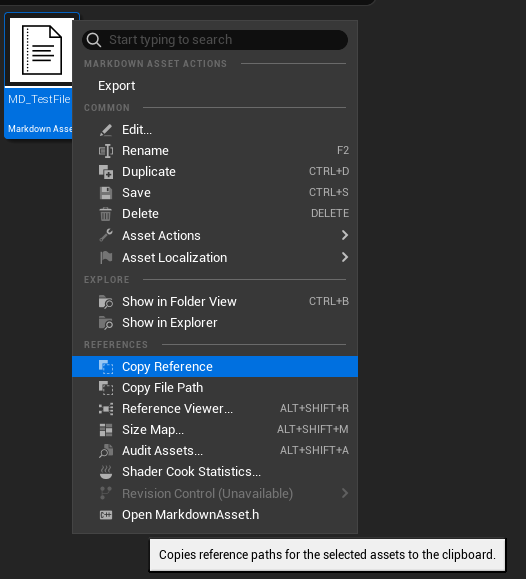 Start typing to search
MARKDOWN ASSET ACTIONS
Export
COMMON
MD_TestFile
Markdown Asse
Edit...
Rename F2
Duplicate CTRL+D
Save CTRL+S
Delete DELETE
Asset Actions
Asset Localization
EXPLORE
Show in Folder View CTRL+B
Show in Explorer
REFERENCES
Copy Reference
Copy File Path
Reference Viewer... ALT+SHIFT+R
Size Map... ALT+SHIFT+M
Audit Assets... ALT+SHIFT+A
Shader Cook Statistics...
Revision Control (Unavailable)
Open MarkdownAsset.h
Copies reference paths for the selected assets to the clipboard.